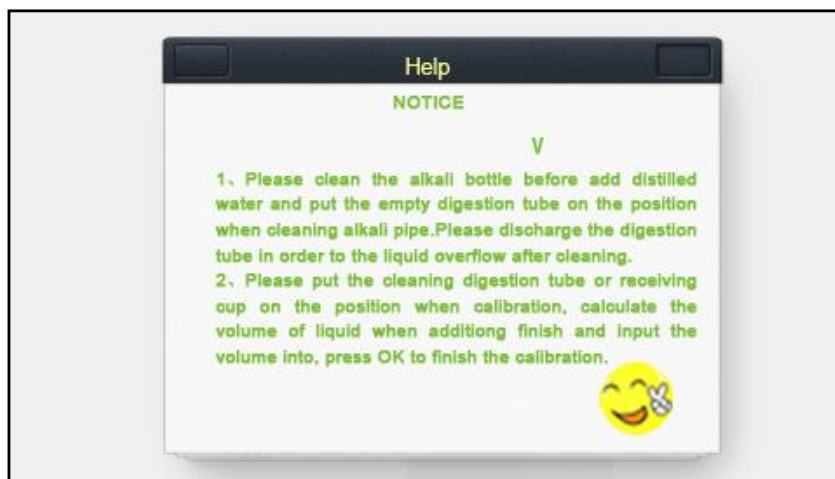 Help
NOTICE
V
1、Please clean the alkali bottle before add distilled
water and put the empty digestion tube on the position
when cleaning alkali pipe.Please discharge the digestion
tube in order to the liquid overflow after cleaning.
2、Please put the cleaning digestion tube or receiving
cup on the position when calibration, calculate the
volume of liquid when additiong finish and input the
volume into, press OK to finish the calibration.